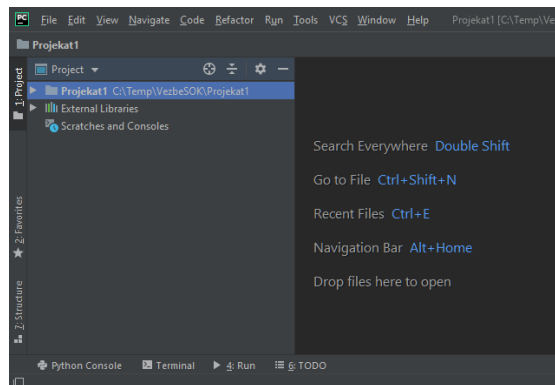 PC File Edit View Navigate Code Refactor Run Tools VCS Window Help Projekat1 [C:\Temp\Ve
Projekat1
1: Project
Project
Projekat1 C:\Temp\VezbeSOK\Projekat1
External Libraries
Scratches and Consoles
Search Everywhere Double Shift
Go to File Ctrl+Shift+N
Recent Files Ctrl+E
Navigation Bar Alt+Home
Drop files here to open
2: Favorites
7: Structure
Python Console Terminal 4: Run 6: TODO